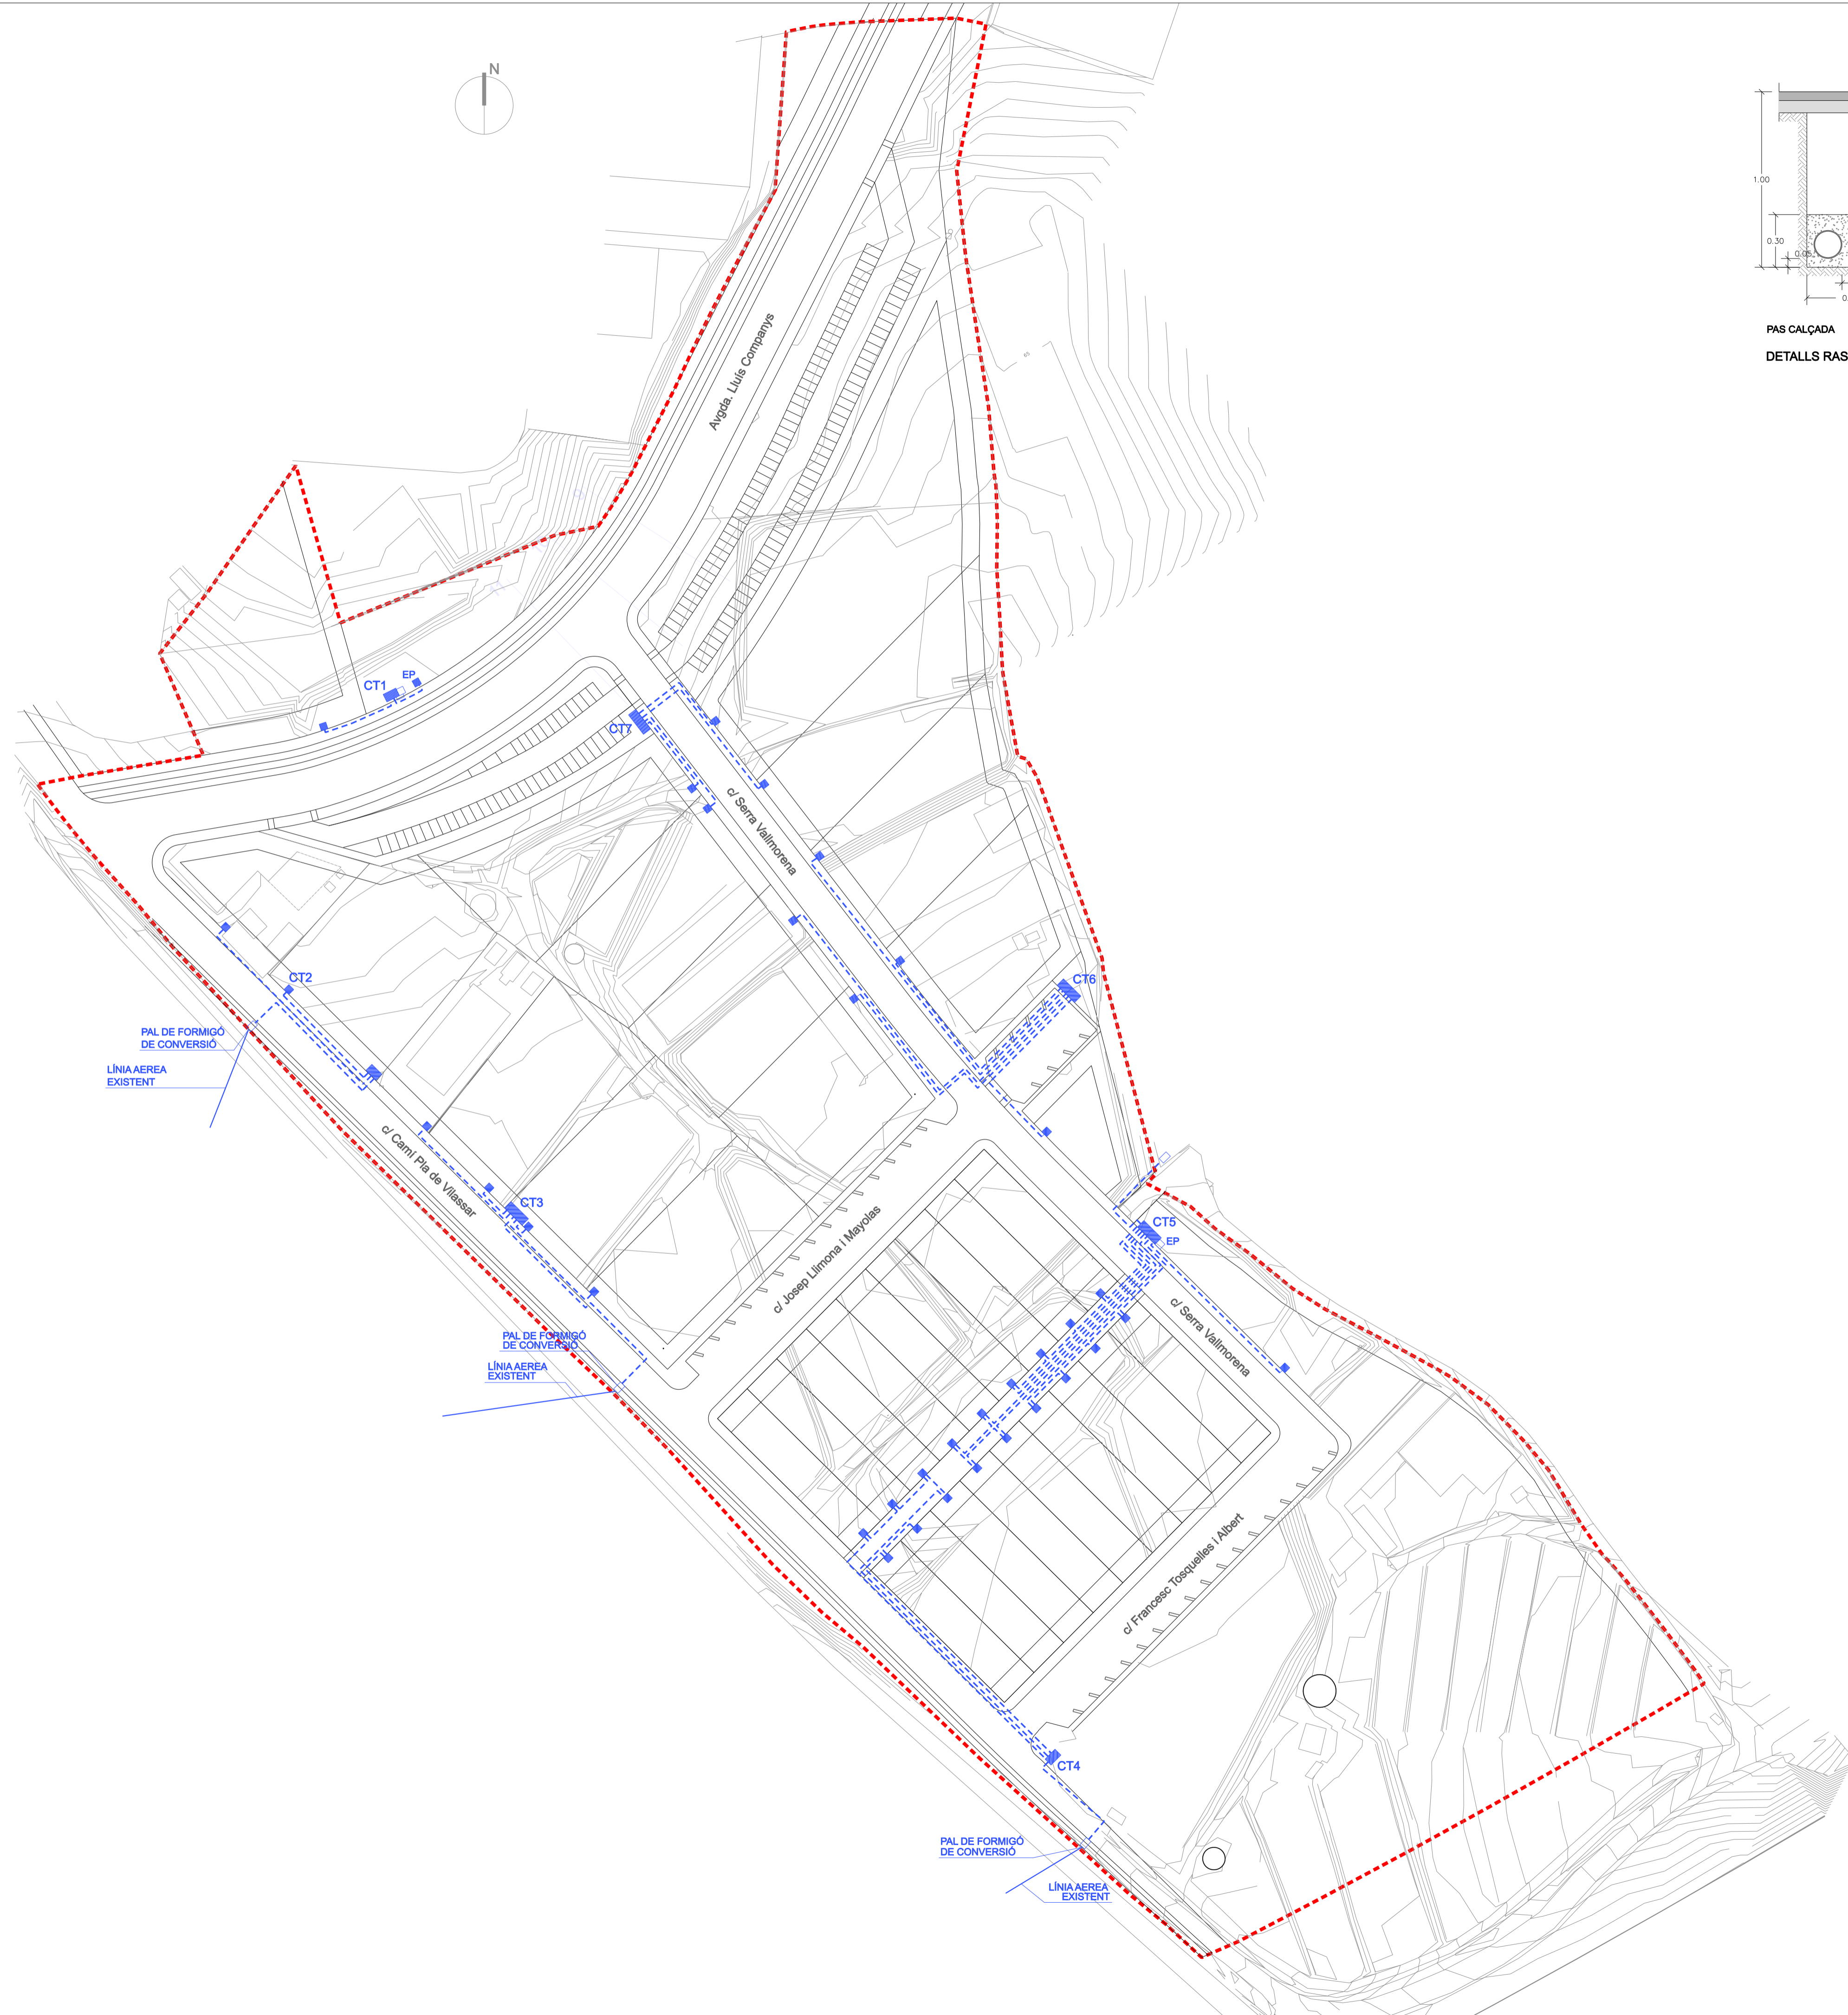 N
1.00
0.30
0.05
0.
PAS CALÇADA
DETALLS RAS
50
5
Avgda. Lluís Companys
EP
CT1
CT7
c/ Serra Vallmorena
CT2
CT6
PAL DE FORMIGÓ
DE CONVERSIÓ
LÍNIA AEREA
EXISTENT
c/ Camí Pla de Vilassar
CT3
c/ Josep Llimona i Mayolas
CT5
EP
c/ Serra Vallmorena
PAL DE FORMIGÓ
DE CONVERSIÓ
LÍNIA AEREA
EXISTENT
c/ Francesc Tosquelles i Albert
CT4
PAL DE FORMIGÓ
DE CONVERSIÓ
LÍNIA AEREA
EXISTENT